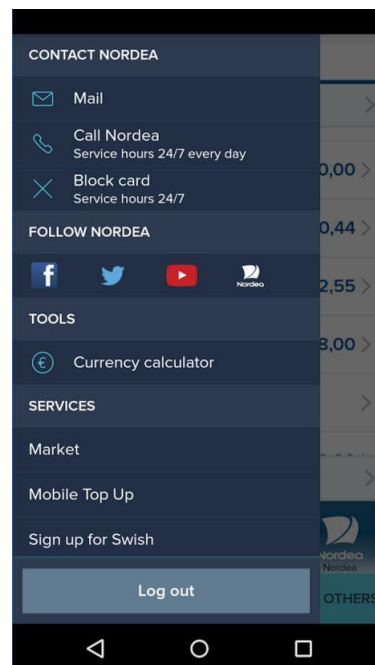 CONTACT NORDEA
Mail
Call Nordea
Service hours 24/7 every day
0,00
Block card
Service hours 24/7
FOLLOW NORDEA
0,44
f
Nordea
2,55
TOOLS
3,00
Currency calculator
SERVICES
Market
Mobile Top Up
Sign up for Swish
Nordea
Nordea
Log out
OTHERS